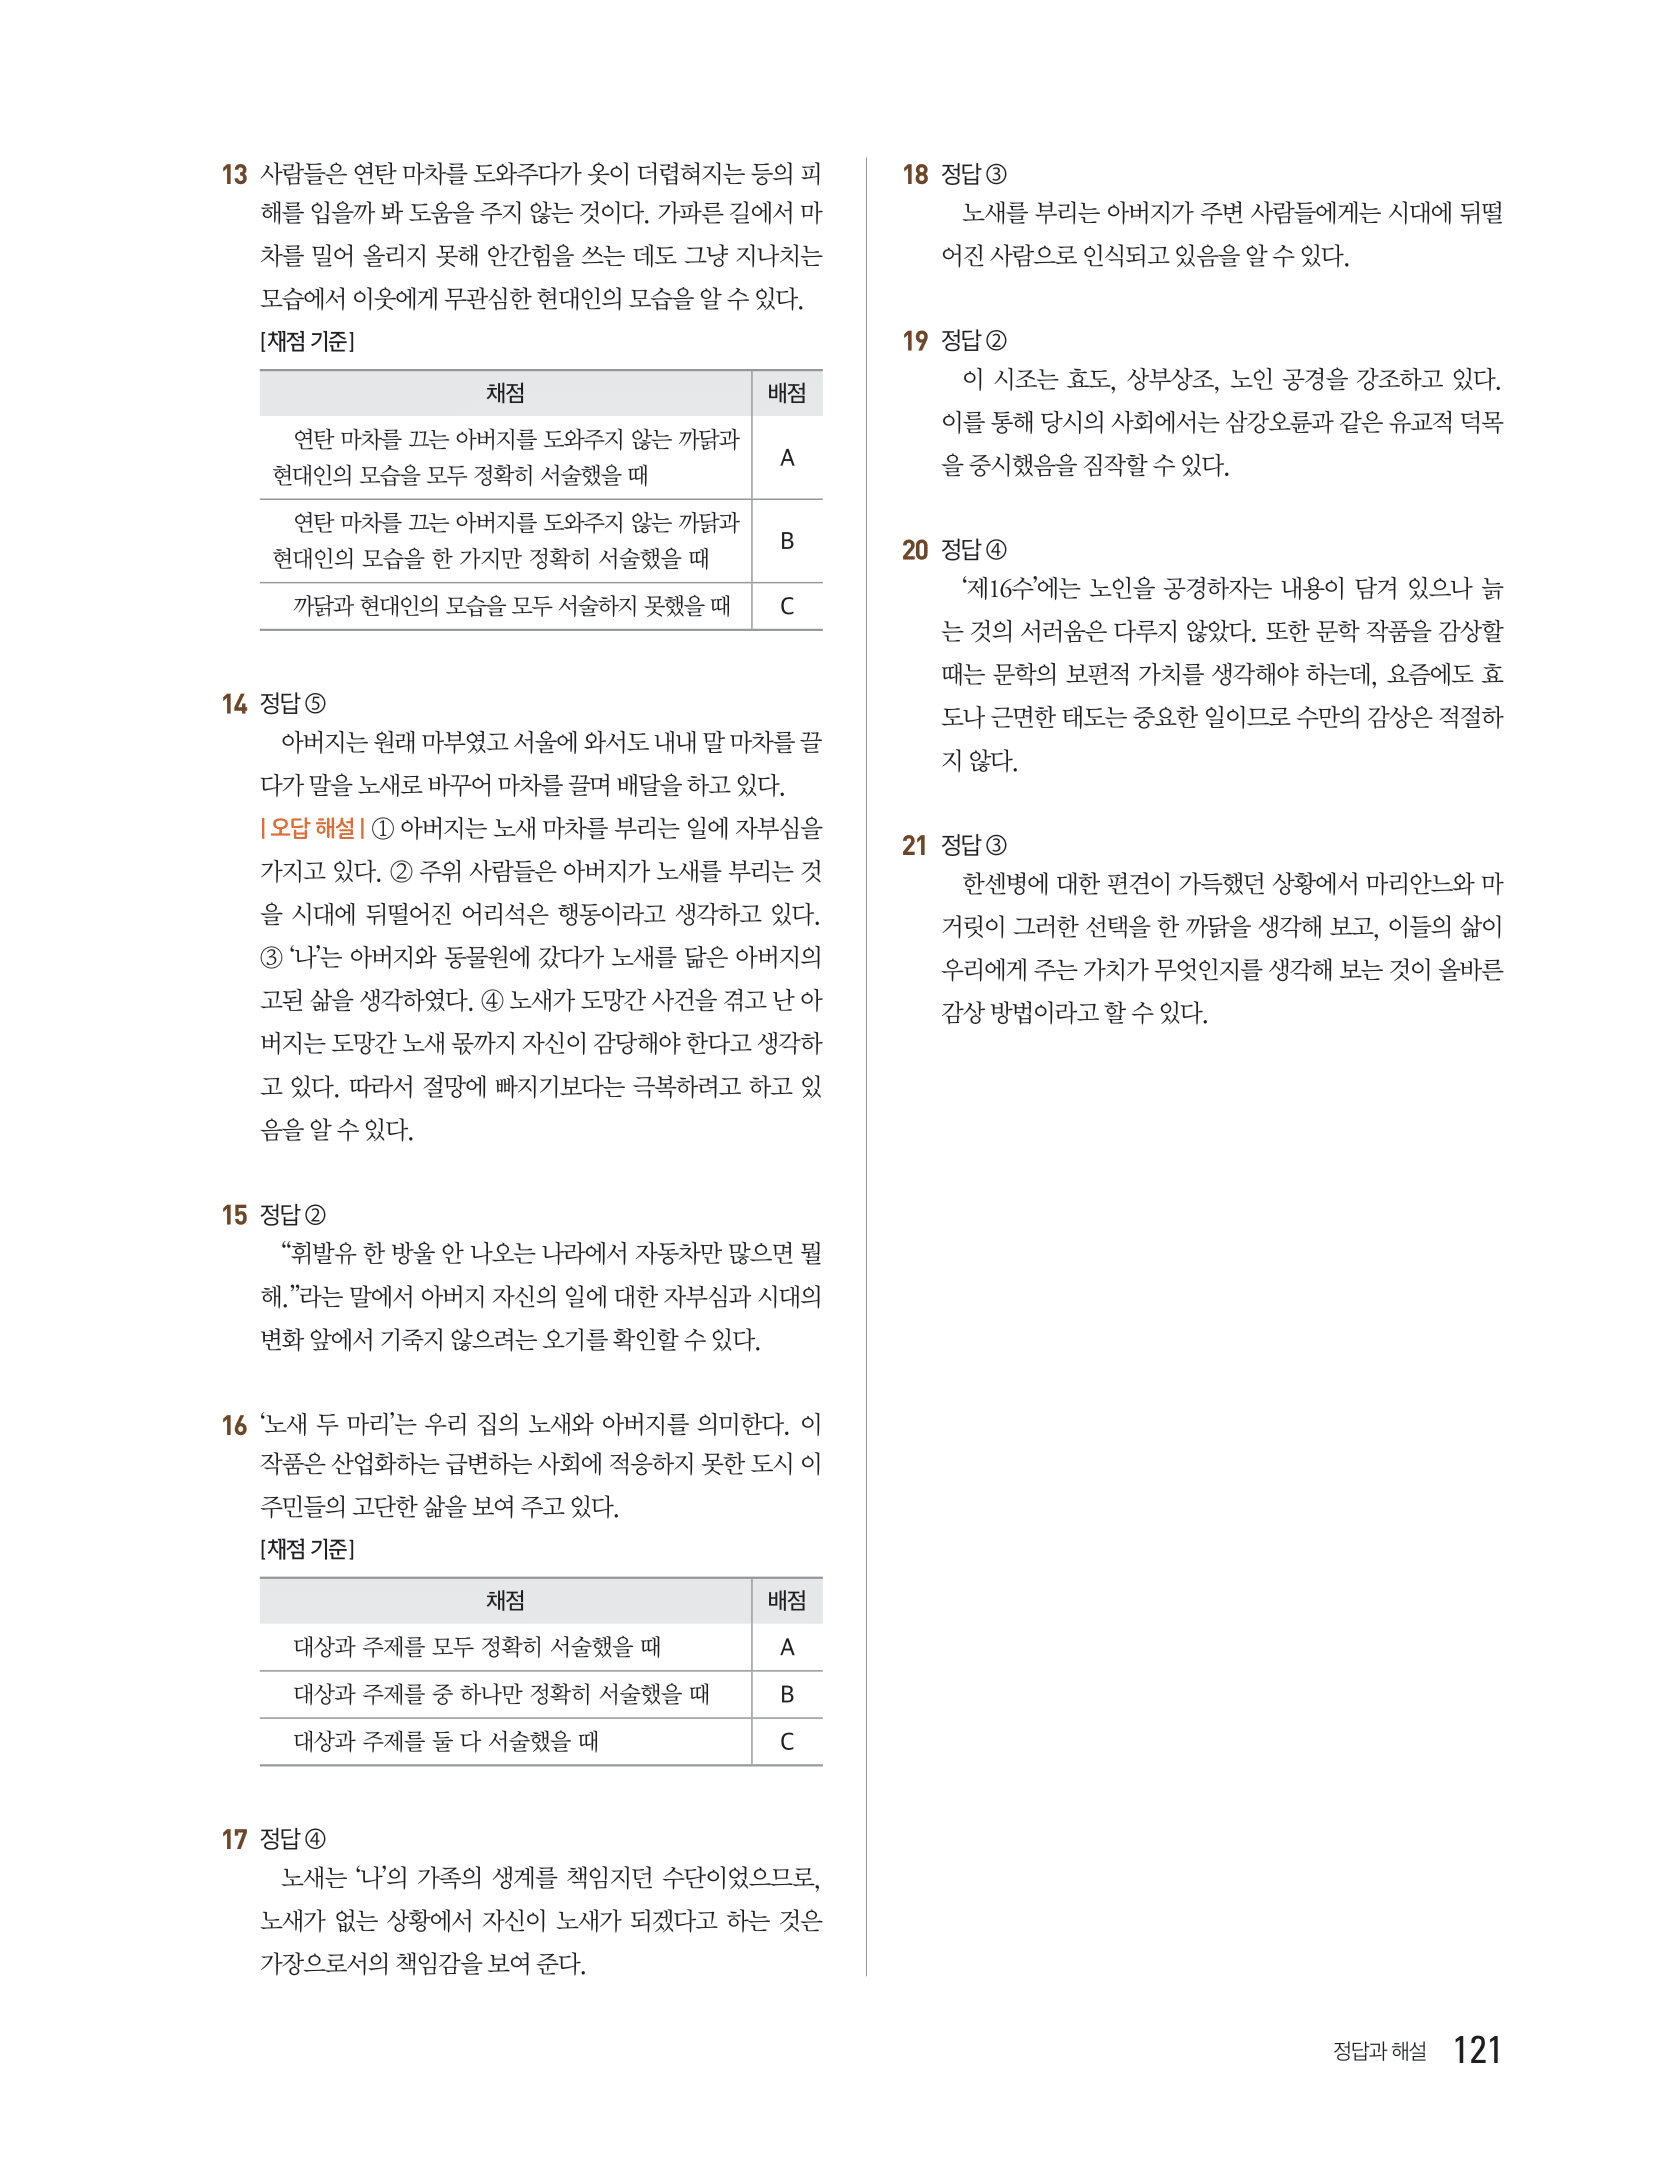 13 사람들은 연탄 마차를 도와주다가 옷이 더럽혀지는 등의 피
해를 입을까 봐 도움을 주지 않는 것이다. 가파른 길에서 마
차를 밀어 올리지 못해 안간힘을 쓰는 데도 그냥 지나치는
모습에서 이웃에게 무관심한 현대인의 모습을 알 수 있다.
[채점 기준]
채점 배점
연탄 마차를 끄는 아버지를 도와주지 않는 까닭과
현대인의 모습을 모두 정확히 서술했을 때 A
연탄 마차를 끄는 아버지를 도와주지 않는 까닭과
현대인의 모습을 한 가지만 정확히 서술했을 때 B
까닭과 현대인의 모습을 모두 서술하지 못했을 때 C
14 정답 ⑤
아버지는 원래 마부였고 서울에 와서도 내내 말 마차를 끌
다가 말을 노새로 바꾸어 마차를 끌며 배달을 하고 있다.
| 오답 해설 | ① 아버지는 노새 마차를 부리는 일에 자부심을
가지고 있다. ② 주위 사람들은 아버지가 노새를 부리는 것
을 시대에 뒤떨어진 어리석은 행동이라고 생각하고 있다.
③ ‘나’는 아버지와 동물원에 갔다가 노새를 닮은 아버지의
고된 삶을 생각하였다. ④ 노새가 도망간 사건을 겪고 난 아
버지는 도망간 노새 몫까지 자신이 감당해야 한다고 생각하
고 있다. 따라서 절망에 빠지기보다는 극복하려고 하고 있
음을 알 수 있다.
15 정답 ②
“휘발유 한 방울 안 나오는 나라에서 자동차만 많으면 뭘
해.”라는 말에서 아버지 자신의 일에 대한 자부심과 시대의
변화 앞에서 기죽지 않으려는 오기를 확인할 수 있다.
16 ‘노새 두 마리’는 우리 집의 노새와 아버지를 의미한다. 이
작품은 산업화하는 급변하는 사회에 적응하지 못한 도시 이
주민들의 고단한 삶을 보여 주고 있다.
[채점 기준]
채점 배점
대상과 주제를 모두 정확히 서술했을 때 A
대상과 주제를 중 하나만 정확히 서술했을 때 B
대상과 주제를 둘 다 서술했을 때 C
17 정답 ④
노새는 ‘나’의 가족의 생계를 책임지던 수단이었으므로,
노새가 없는 상황에서 자신이 노새가 되겠다고 하는 것은
가장으로서의 책임감을 보여 준다.
18 정답 ③
노새를 부리는 아버지가 주변 사람들에게는 시대에 뒤떨
어진 사람으로 인식되고 있음을 알 수 있다.
19 정답 ②
이 시조는 효도, 상부상조, 노인 공경을 강조하고 있다.
이를 통해 당시의 사회에서는 삼강오륜과 같은 유교적 덕목
을 중시했음을 짐작할 수 있다.
20 정답 ④
‘제16수’에는 노인을 공경하자는 내용이 담겨 있으나 늙
는 것의 서러움은 다루지 않았다. 또한 문학 작품을 감상할
때는 문학의 보편적 가치를 생각해야 하는데, 요즘에도 효
도나 근면한 태도는 중요한 일이므로 수만의 감상은 적절하
지 않다.
21 정답 ③
한센병에 대한 편견이 가득했던 상황에서 마리안느와 마
거릿이 그러한 선택을 한 까닭을 생각해 보고, 이들의 삶이
우리에게 주는 가치가 무엇인지를 생각해 보는 것이 올바른
감상 방법이라고 할 수 있다.
정답과 해설 121